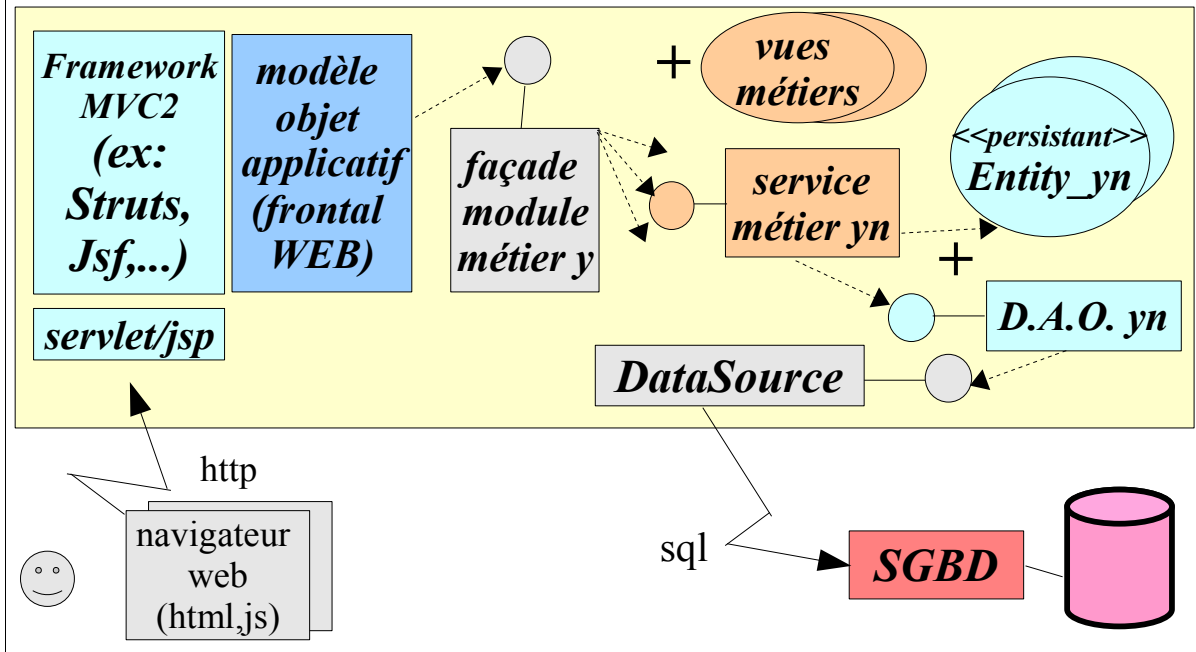 Framework
MVC2
(ex:
Struts,
Jsf,...)
servlet/jsp
modèle
objet
applicatif
(frontal
WEB)
façade
module
métier y
+
vues
métiers
service
métier yn
<<persistant>>
Entity_yn
+
D.A.O. yn
DataSource
http
navigateur
web
(html,js)
sql
SGBD